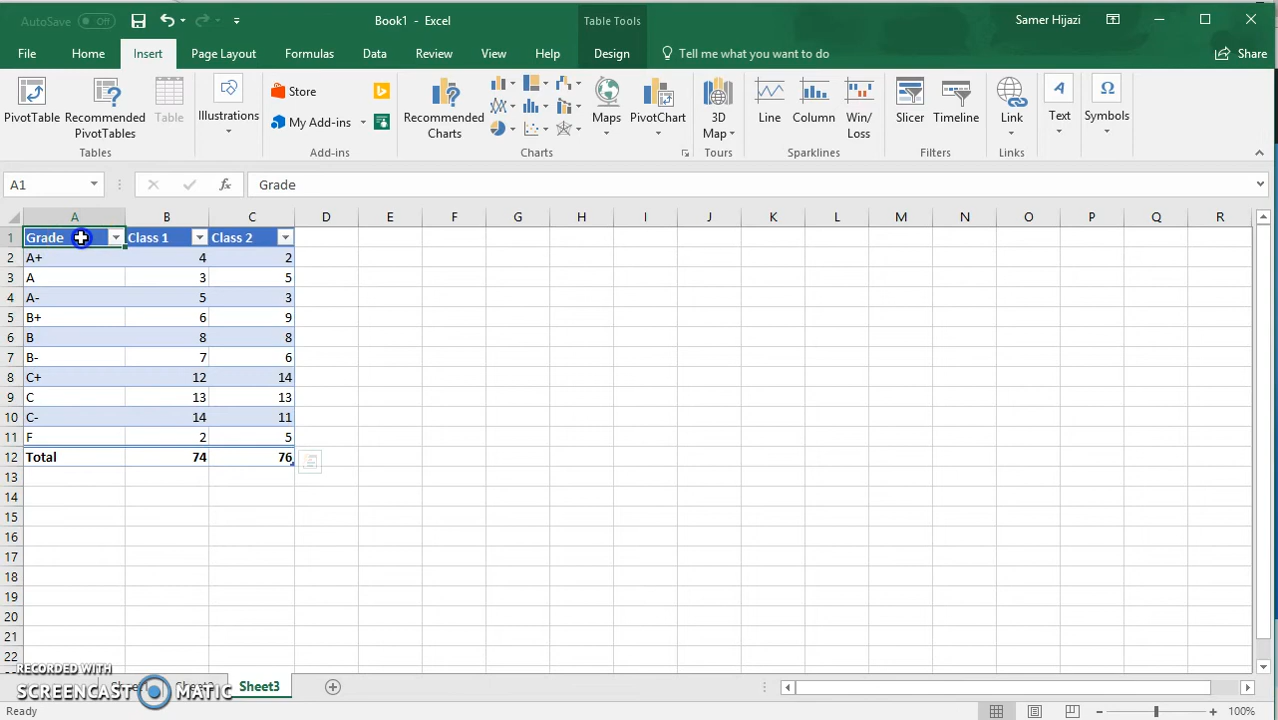 AutoSave Off Book1 - Excel Table Tools Samer Hijazi
File Home Insert Page Layout Formulas Data Review View Help Design Tell me what you want to do Share
PivotTable Recommended PivotTables Table Illustrations Store My Add-ins Recommended Charts Maps PivotChart 3D Map Line Column Win/Loss Slicer Timeline Link Text Symbols
Tables Add-ins Charts Tours Sparklines Filters Links
A1 fx Grade
A B C D E F G H I J K L M N O P Q R
1 Grade Class 1 Class 2
2 A+ 4 2
3 A 3 5
4 A- 5 3
5 B+ 6 9
6 B 8 8
7 B- 7 6
8 C+ 12 14
9 C 13 13
10 C- 14 11
11 F 2 5
12 Total 74 76
13
14
15
16
17
18
19
20
21
22
RECORDED WITH
SCREENCAST MATIC
Sheet3
Ready 100%